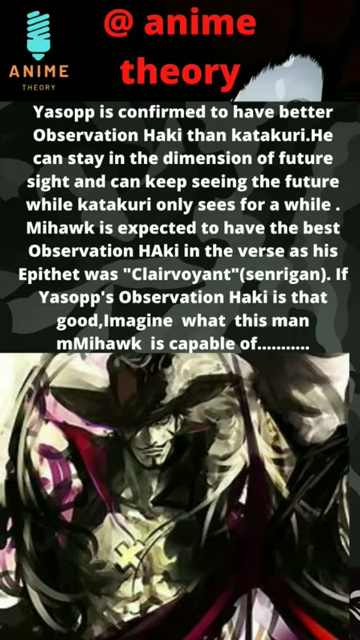 @ anime
theory
ANIME
THEORY
Yasopp is confirmed to have better
Observation Haki than katakuri.He
can stay in the dimension of future
sight and can keep seeing the future
while katakuri only sees for a while .
Mihawk is expected to have the best
Observation HAki in the verse as his
Epithet was "Clairvoyant"(senrigan). If
Yasopp's Observation Haki is that
good,Imagine what this man
mMihawk is capable of...........